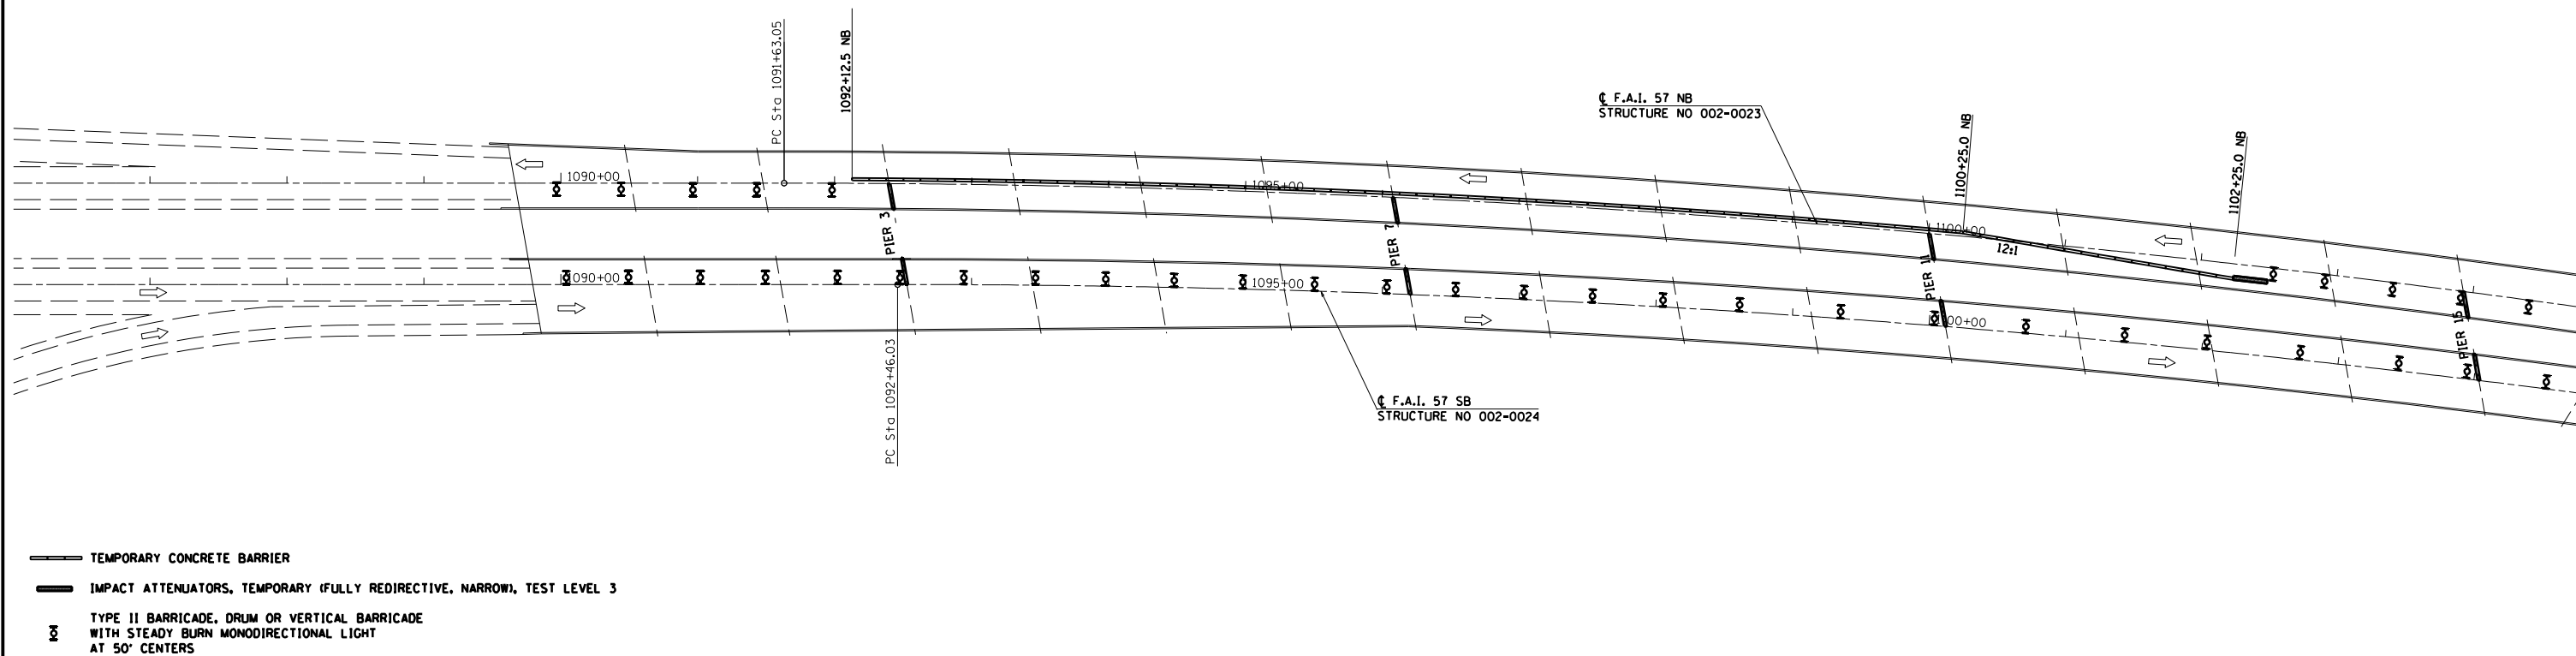 PC Sta 1091+63.05
1092+12.5 NB
℄ F.A.I. 57 NB
STRUCTURE NO 002-0023
1100+25.0 NB
1102+25.0 NB
1090+00
1095+00
1100+00
12:1
PIER 3
PIER 7
PIER 11
PIER 15
1090+00
1095+00
1100+00
PC Sta 1092+46.03
℄ F.A.I. 57 SB
STRUCTURE NO 002-0024
TEMPORARY CONCRETE BARRIER
IMPACT ATTENUATORS, TEMPORARY (FULLY REDIRECTIVE, NARROW), TEST LEVEL 3
TYPE II BARRICADE, DRUM OR VERTICAL BARRICADE
WITH STEADY BURN MONODIRECTIONAL LIGHT
AT 50' CENTERS